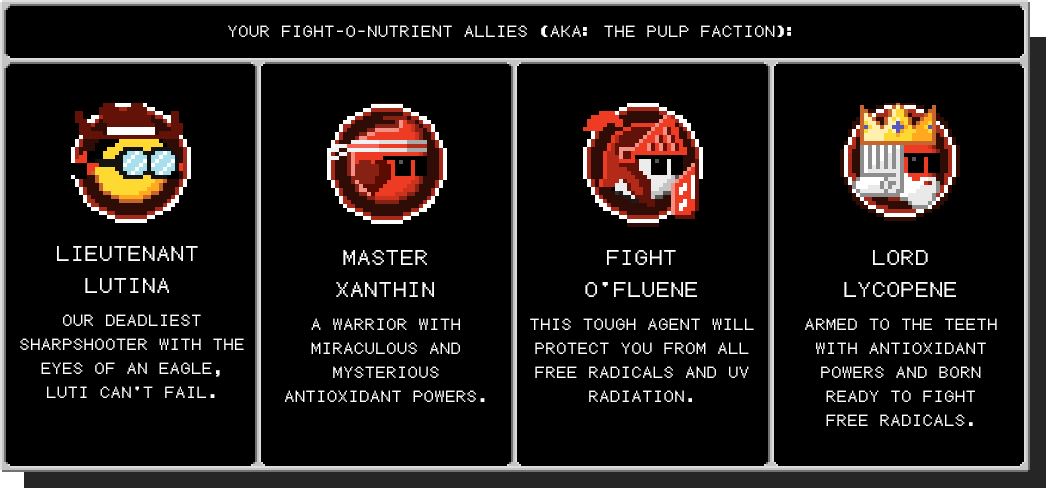 YOUR FIGHT-O-NUTRIENT ALLIES (AKA: THE PULP FACTION):
LIEUTENANT
LUTINA
OUR DEADLIEST
SHARPSHOOTER WITH THE
EYES OF AN EAGLE,
LUTI CAN'T FAIL.
MASTER
XANTHIN
A WARRIOR WITH
MIRACULOUS AND
MYSTERIOUS
ANTIOXIDANT POWERS.
FIGHT
O'FLUENE
THIS TOUGH AGENT WILL
PROTECT YOU FROM ALL
FREE RADICALS AND UV
RADIATION.
LORD
LYCOPENE
ARMED TO THE TEETH
WITH ANTIOXIDANT
POWERS AND BORN
READY TO FIGHT
FREE RADICALS.